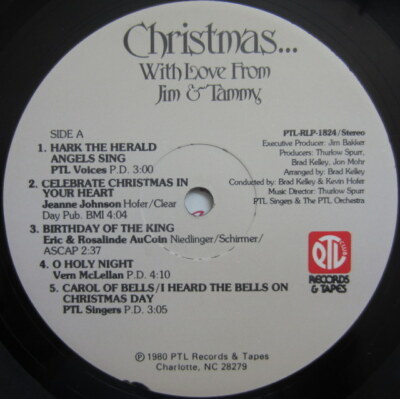 Christmas...
With Love From
Jim & Tammy
SIDE A
1. HARK THE HERALD
ANGELS SING
PTL Voices P.D. 3:00
2. CELEBRATE CHRISTMAS IN
YOUR HEART
Jeanne Johnson Hofer/Clear
Day Pub. BMI 4:04
3. BIRTHDAY OF THE KING
Eric & Rosalinde AuCoin Niedlinger/Schirmer/
ASCAP 2:37
4. O HOLY NIGHT
Vern McLellan P.D. 4:10
5. CAROL OF BELLS/I HEARD THE BELLS ON
CHRISTMAS DAY
PTL Singers P.D. 3:05
PTL-RLP-1824/Stereo
Executive Producer: Jim Bakker
Producers: Thurlow Spurr,
Brad Kelley, Jon Mohr
Arranged by: Brad Kelley
Conducted by: Brad Kelley & Kevin Hofer
Music Director: Thurlow Spurr
PTL Singers & The PTL Orchestra
PTL
RECORDS
& TAPES
℗ 1980 PTL Records & Tapes
Charlotte, NC 28279